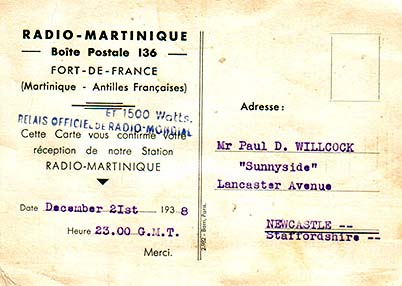 RADIO-MARTINIQUE
— Boîte Postale 136 —
FORT-DE-FRANCE
(Martinique - Antilles Françaises)
ET 1500 Watts.
RELAIS OFFICIEL DE RADIO-MONDIAL
Cette Carte vous confirme votre
réception de notre Station
RADIO-MARTINIQUE
Date December 21st 1938
Heure 23.00 G.M.T.
Merci.
Adresse :
Mr Paul D. WILLCOCK
"Sunnyside"
Lancaster Avenue
NEWCASTLE --
Staffordshire --